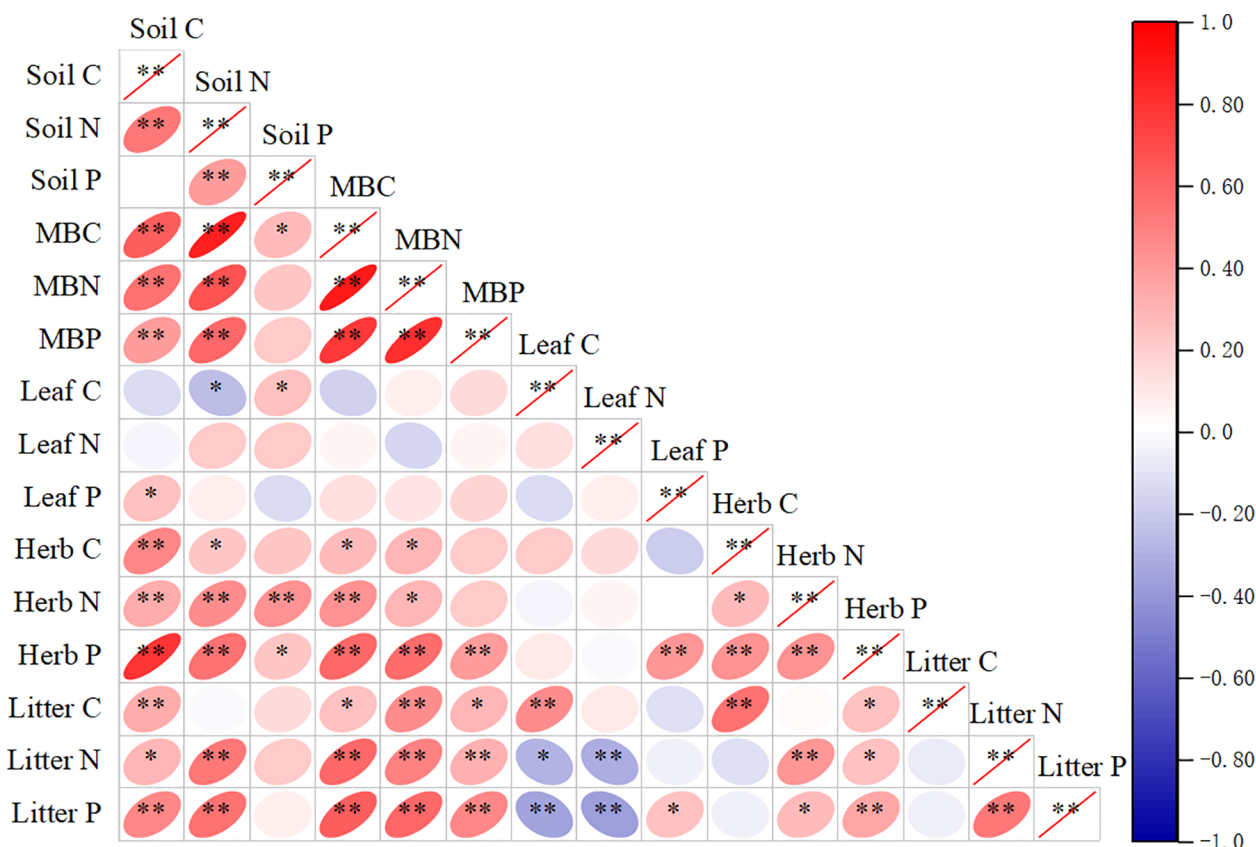 Soil C
Soil C ** Soil N
Soil N ** ** Soil P
Soil P ** ** MBC
MBC ** ** * ** MBN
MBN ** ** ** ** MBP
MBP ** ** ** ** ** Leaf C
Leaf C * * ** Leaf N
Leaf N ** Leaf P
Leaf P * ** Herb C
Herb C ** * * * ** Herb N
Herb N ** ** ** ** * * ** Herb P
Herb P ** ** * ** ** ** ** ** ** ** Litter C
Litter C ** * ** * ** ** * ** Litter N
Litter N * ** ** ** ** * ** ** * ** Litter P
Litter P ** ** ** ** ** ** ** * * ** ** **
1.0
0.80
0.60
0.40
0.20
0.0
-0.20
-0.40
-0.60
-0.80
-1.0